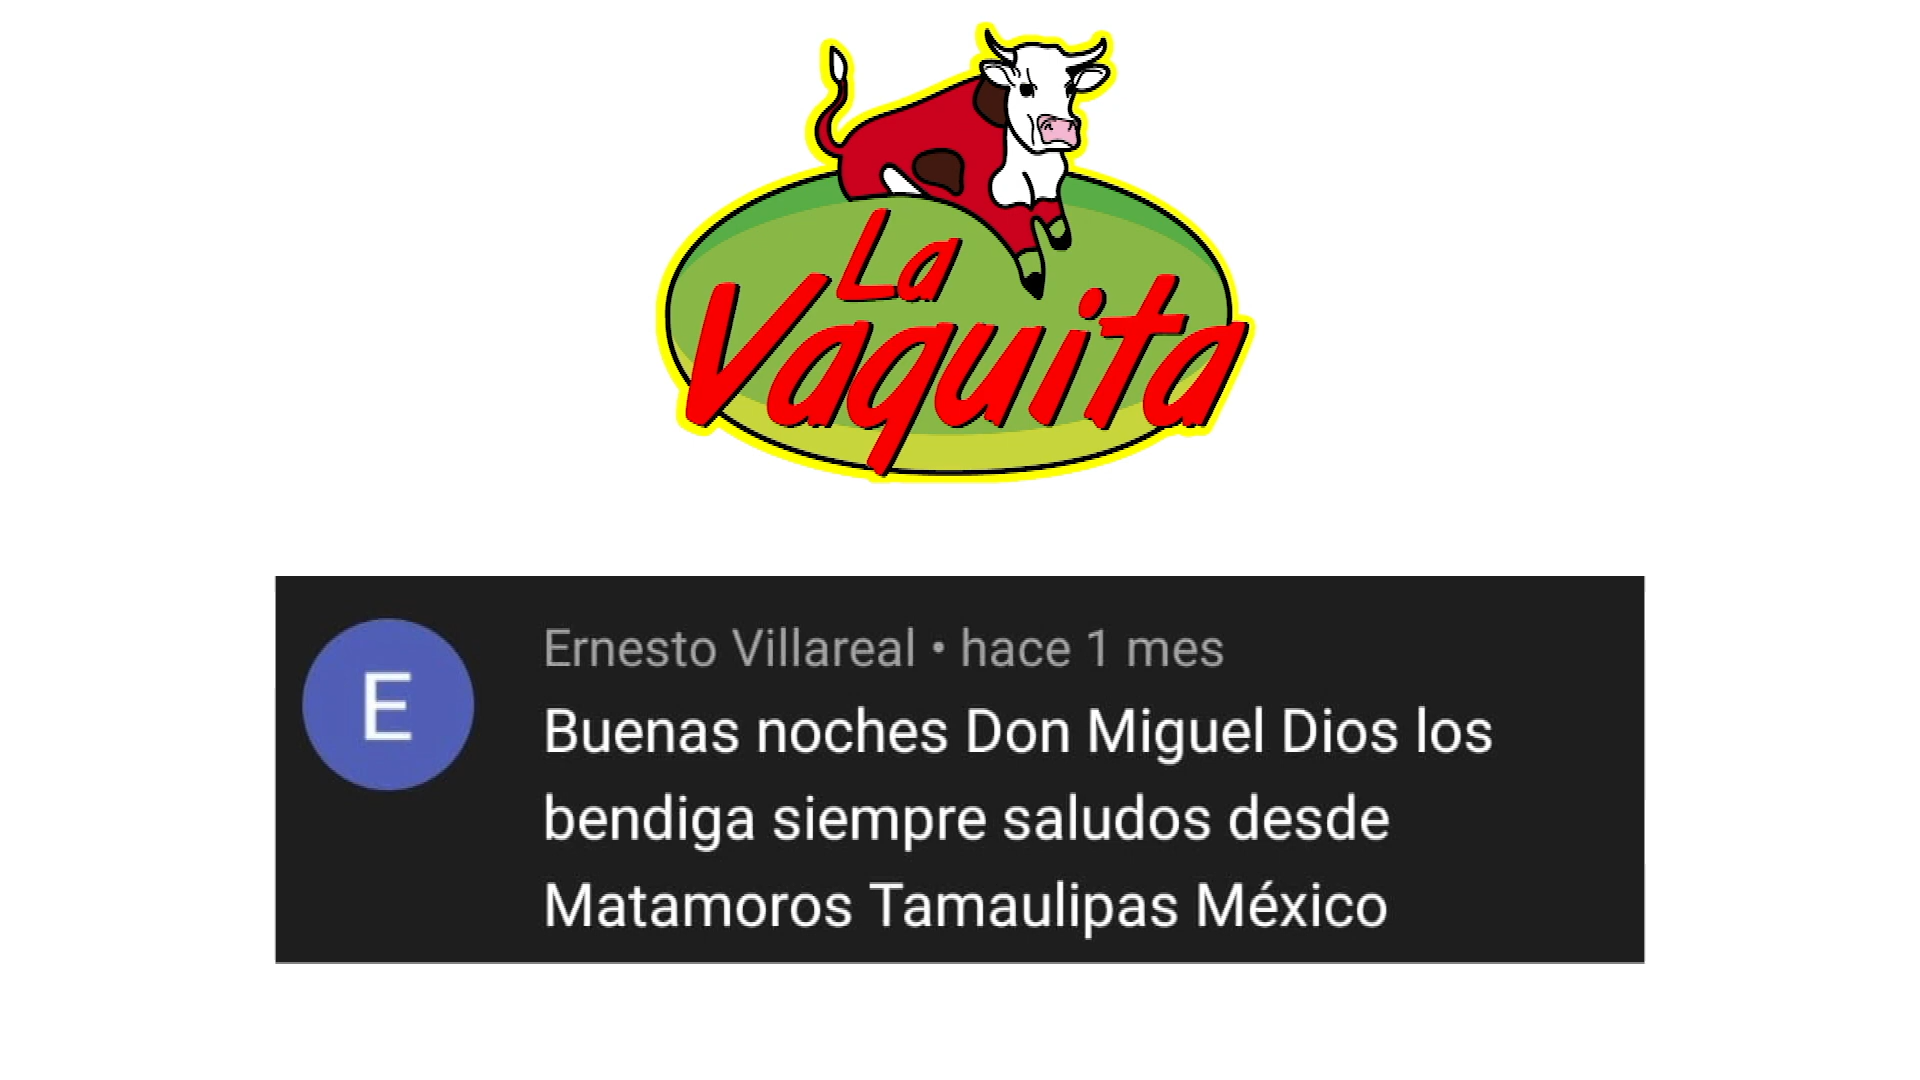 La
Vaquita
E
Ernesto Villareal • hace 1 mes
Buenas noches Don Miguel Dios los
bendiga siempre saludos desde
Matamoros Tamaulipas México